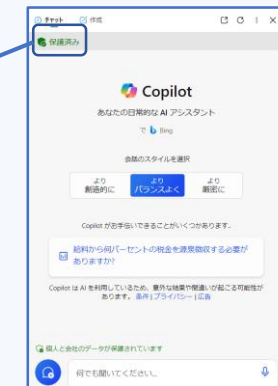 チャット 作成
保護済み
Copilot
あなたの日常的な AI アシスタント
で b Bing
会話のスタイルを選択
より
創造的に
より
バランスよく
より
厳密に
Copilot がお手伝いできることがいくつかあります。
給料から何パーセントの税金を源泉徴収する必要が
ありますか?
Copilot は AI を利用しているため、意外な結果や間違いが起こる可能性が
あります。 条件 | プライバシー | 広告
個人と会社のデータが保護されています
何でも聞いてください...